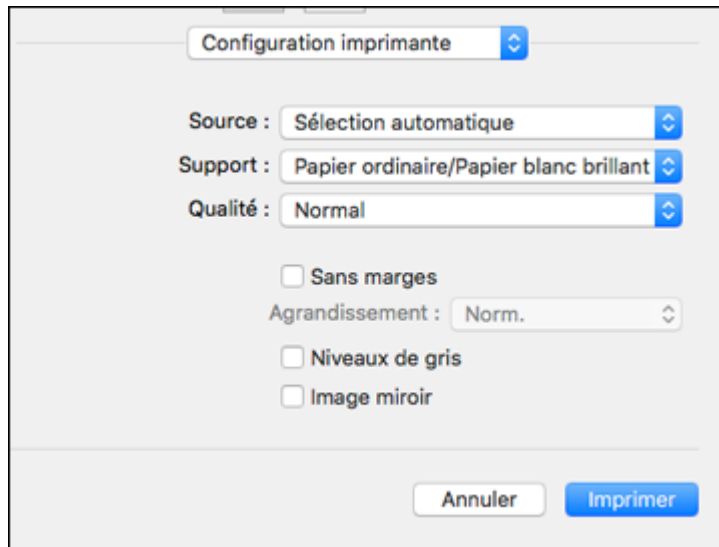 Configuration imprimante
Source : Sélection automatique
Support : Papier ordinaire/Papier blanc brillant
Qualité : Normal
Sans marges
Agrandissement : Norm.
Niveaux de gris
Image miroir
Annuler Imprimer